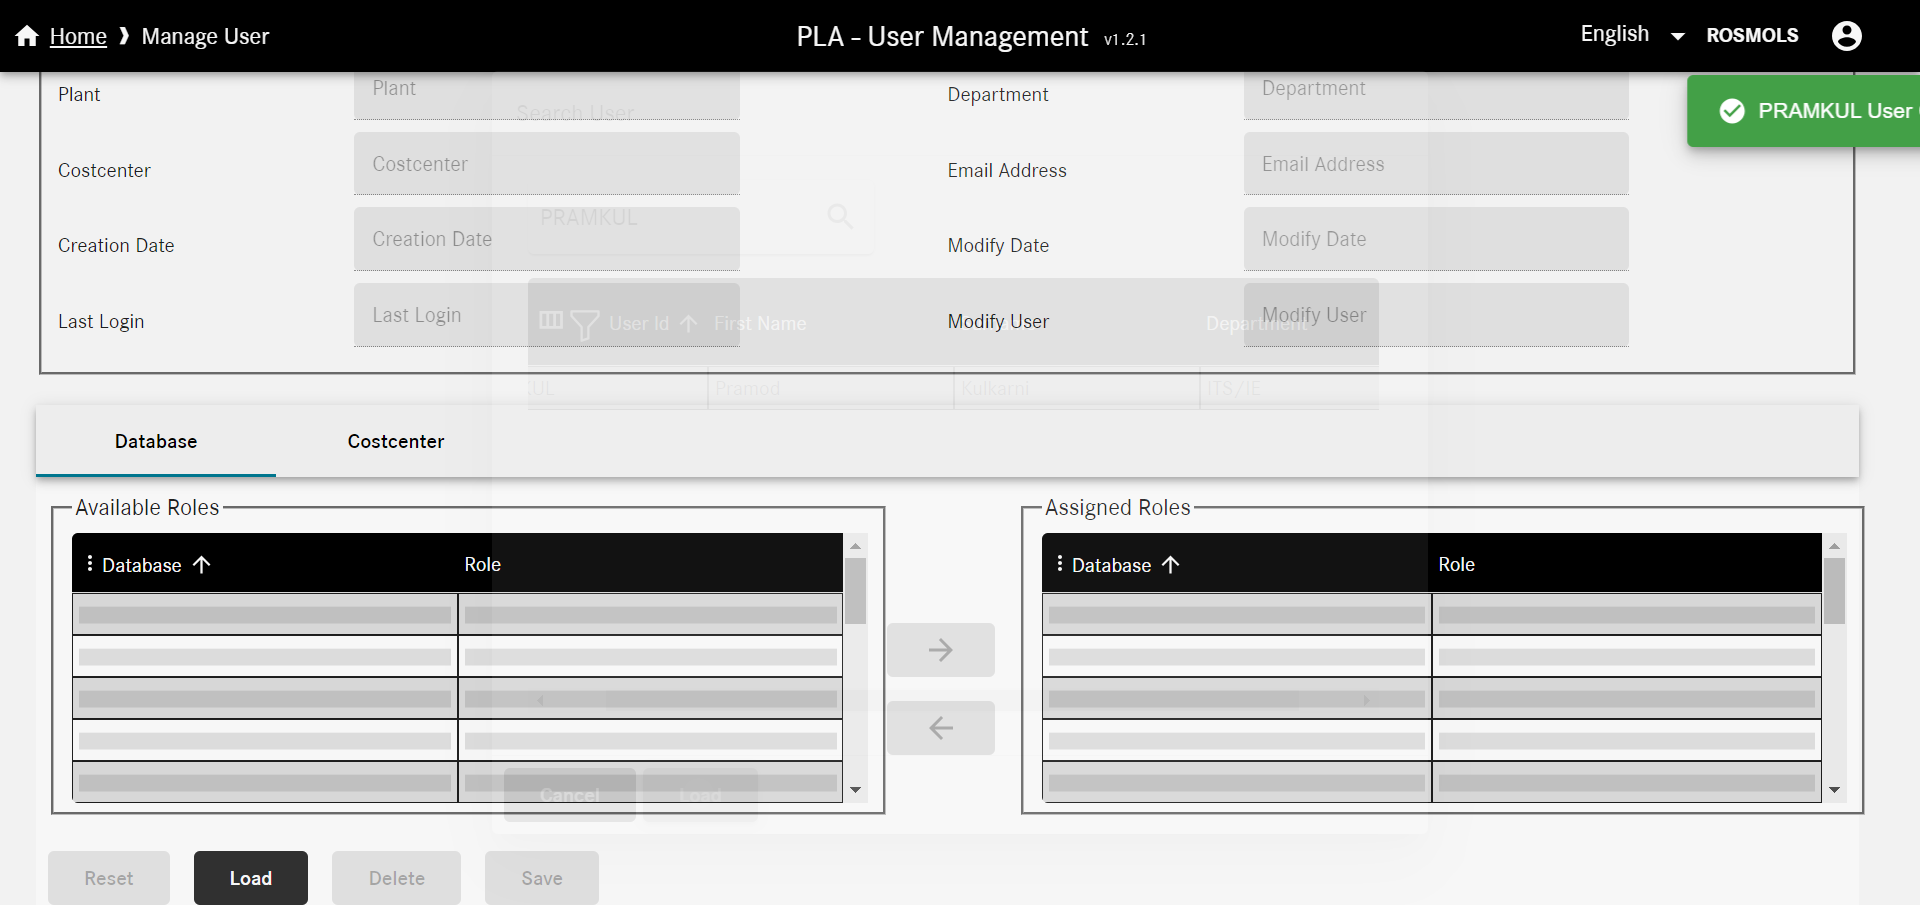 Home ❱ Manage User
PLA - User Management v1.2.1
English ROSMOLS
Plant Plant Department Department
PRAMKUL User
Search User
Costcenter Costcenter Email Address Email Address
PRAMKUL
Creation Date Creation Date Modify Date Modify Date
Last Login Last Login Modify User Modify User
User Id First Name Department
KUL Pramod Kulkarni ITS/IE
Database Costcenter
Available Roles Assigned Roles
Database Role Database Role
Cancel Load
Reset Load Delete Save